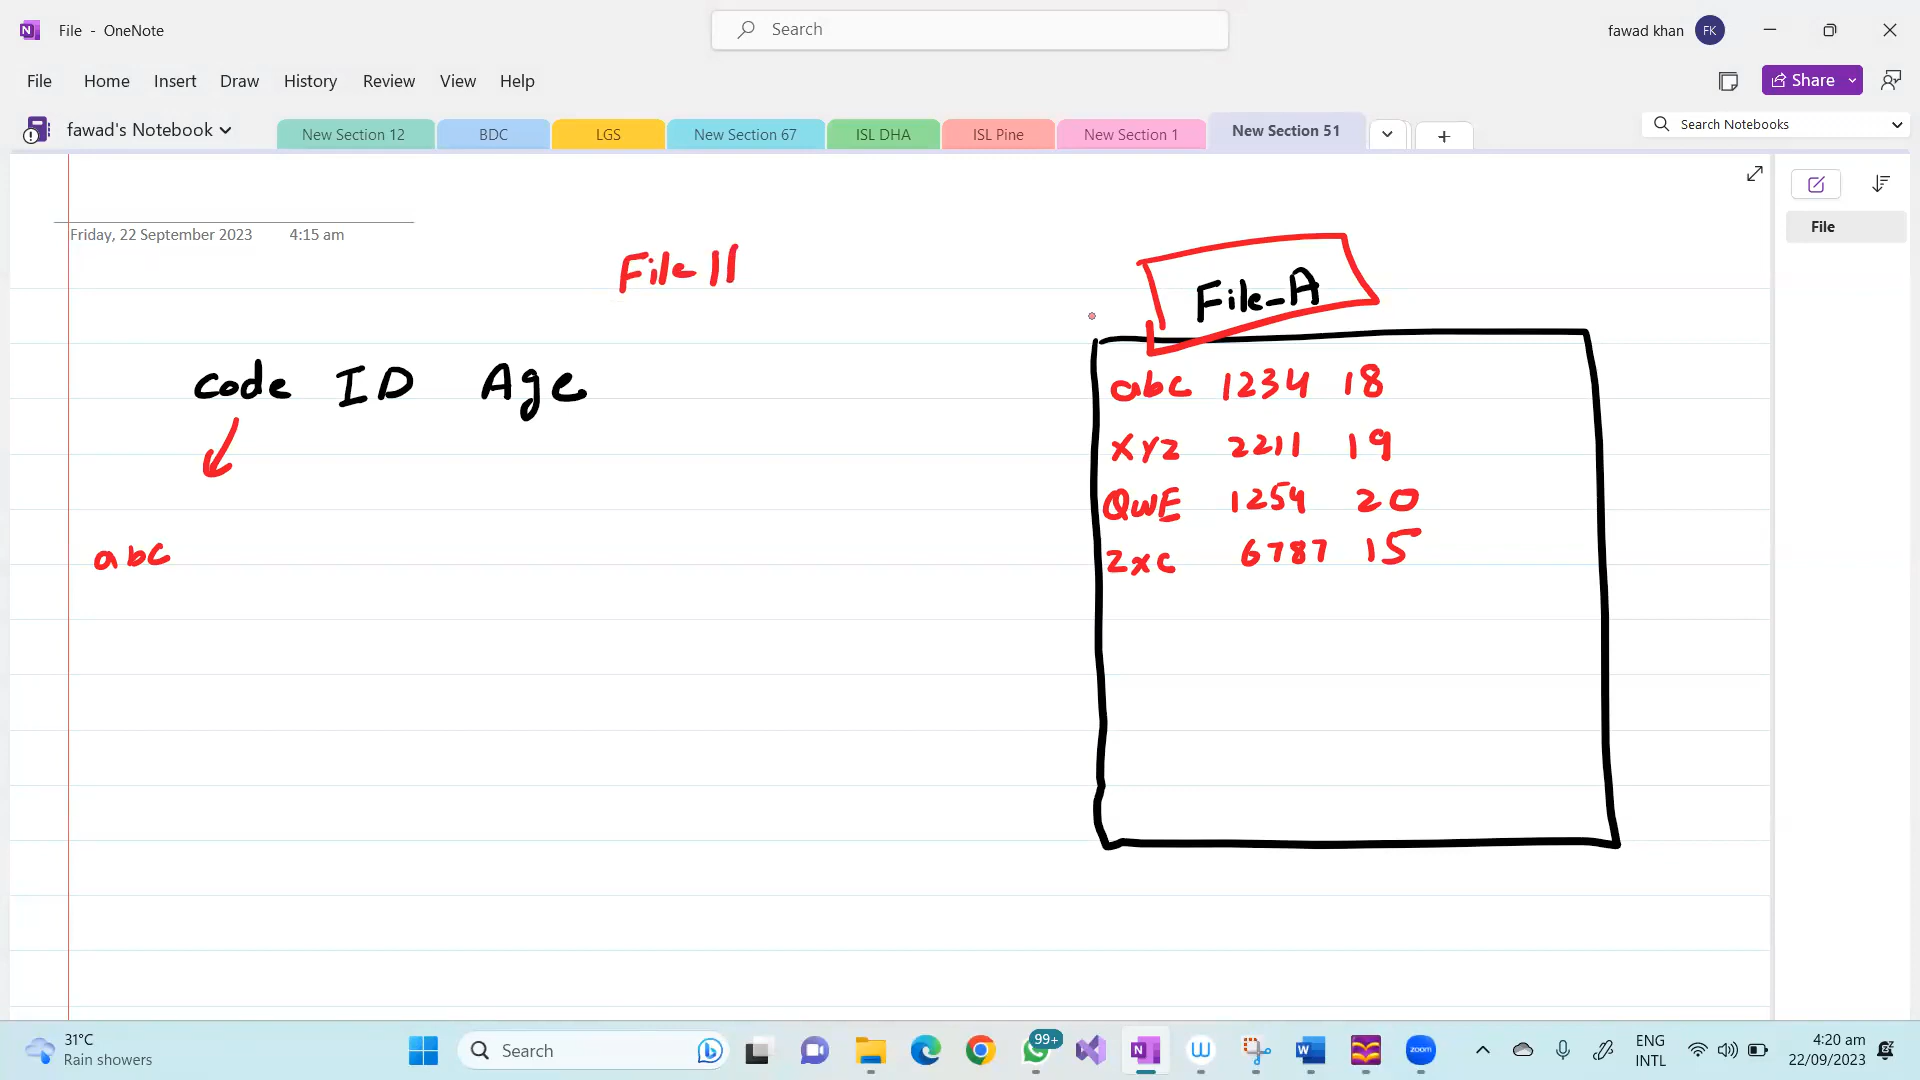 File - OneNote
Search
fawad khan FK
File Home Insert Draw History Review View Help
Share
fawad's Notebook
New Section 12 BDC LGS New Section 67 ISL DHA ISL Pine New Section 1 New Section 51
Search Notebooks
File
Friday, 22 September 2023 4:15 am
File 11
File_A
code ID Age
abc 1234 18
xyz 2211 19
QWE 1254 20
zxc 6787 15
abc
31°C
Rain showers
Search
99+
zoom
ENG
INTL
4:20 am
22/09/2023